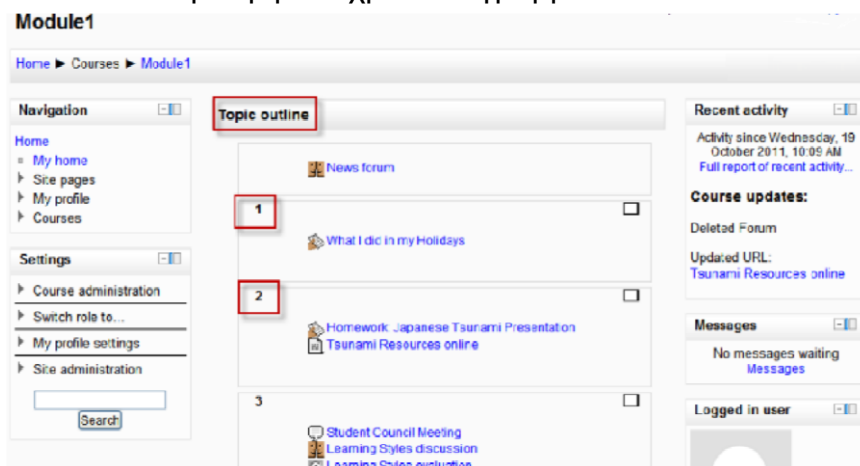 Module1
Home ► Courses ► Module1
Navigation
Home
My home
Site pages
My profile
Courses
Settings
Course administration
Switch role to...
My profile settings
Site administration
Search
Topic outline
News forum
1
What I did in my Holidays
2
Homework: Japanese Tsunami Presentation
Tsunami Resources online
3
Student Council Meeting
Learning Styles discussion
Learning Styles evaluation
Recent activity
Activity since Wednesday, 19
October 2011, 10:09 AM
Full report of recent activity...
Course updates:
Deleted Forum
Updated URL:
Tsunami Resources online
Messages
No messages waiting
Messages
Logged in user